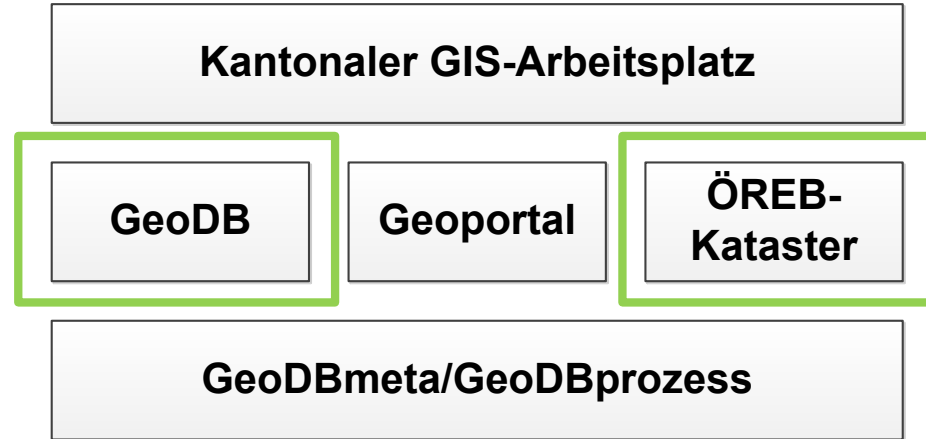 Kantonaler GIS-Arbeitsplatz
GeoDB
Geoportal
ÖREB-
Kataster
GeoDBmeta/GeoDBprozess